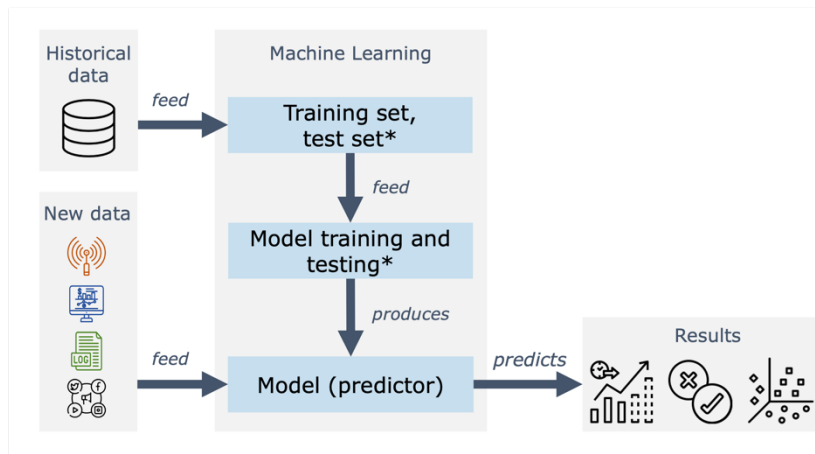 Historical
data
Machine Learning
feed
Training set,
test set*
feed
New data
Model training and
testing*
LOG
produces
Results
feed
Model (predictor)
predicts